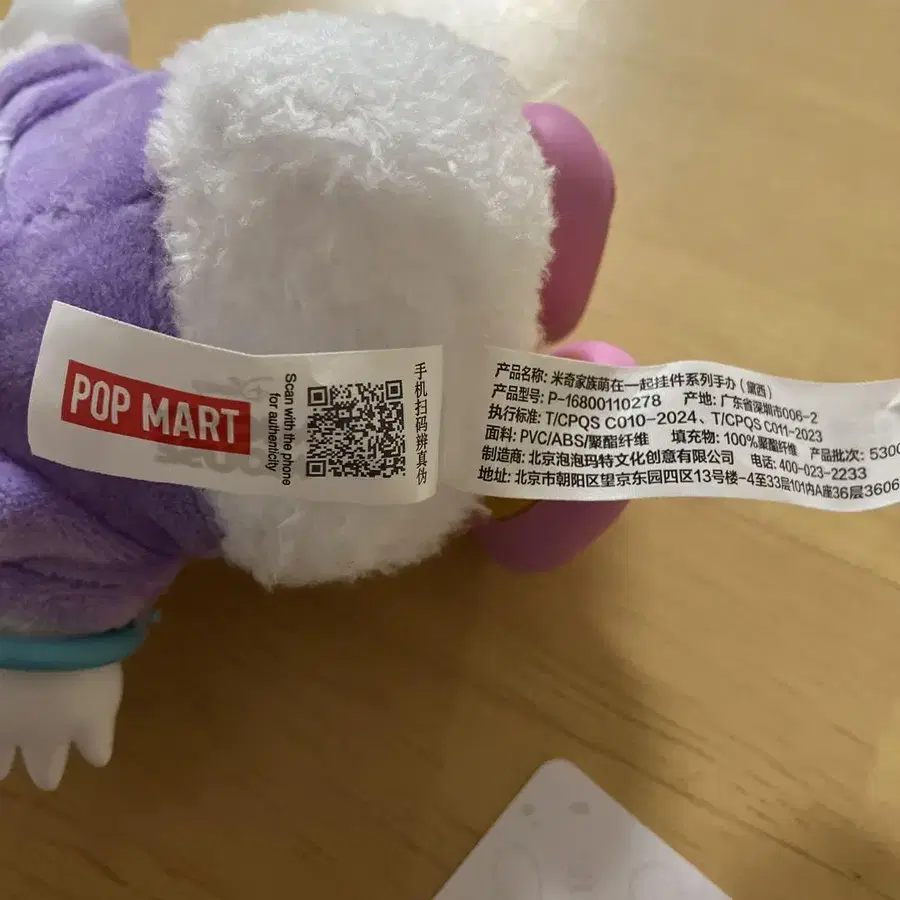 POP MART
Scan with the phone
for authenticity
手机扫码辨真伪
产品名称: 米奇家族萌在一起挂件系列手办 (黛西)
产品型号: P-16800110278 产地: 广东省深圳市006-2
执行标准: T/CPQS C010-2024、T/CPQS C011-2023
面料: PVC/ABS/聚酯纤维 填充物: 100%聚酯纤维 产品批次: 5300
制造商: 北京泡泡玛特文化创意有限公司 电话: 400-023-2233
地址: 北京市朝阳区望京东园四区13号楼-4至33层101内A座36层3606